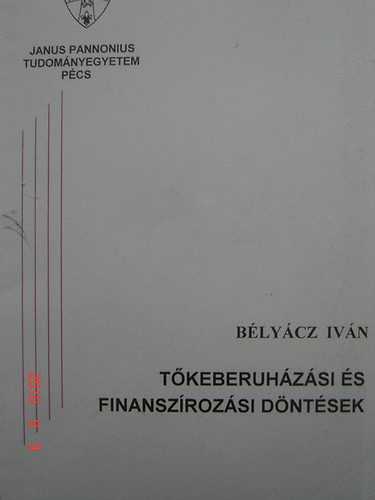 JANUS PANNONIUS
TUDOMÁNYEGYETEM
PÉCS
BÉLYÁCZ IVÁN
TŐKEBERUHÁZÁSI ÉS
FINANSZÍROZÁSI DÖNTÉSEK